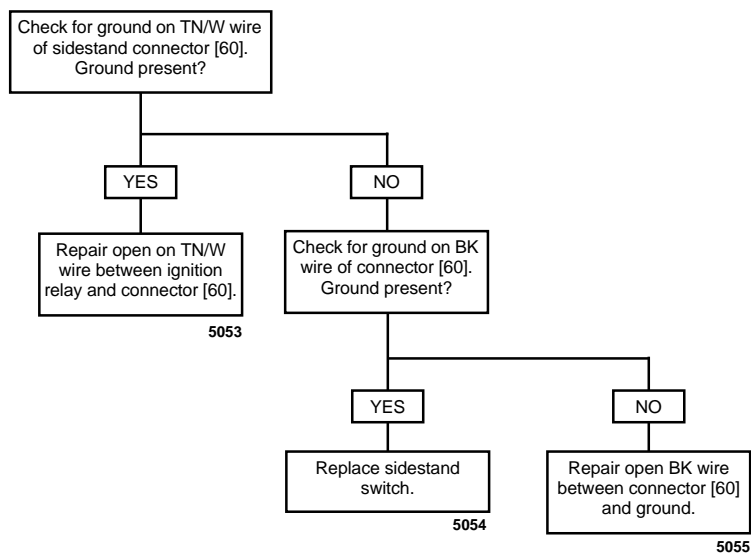 Check for ground on TN/W wire
of sidestand connector [60].
Ground present?
YES
NO
Repair open on TN/W
wire between ignition
relay and connector [60].
5053
Check for ground on BK
wire of connector [60].
Ground present?
YES
NO
Replace sidestand
switch.
5054
Repair open BK wire
between connector [60]
and ground.
5055